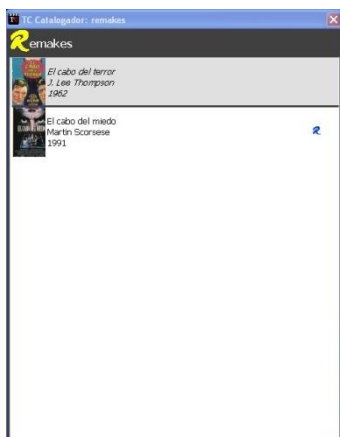 TC Catalogador: remakes
Remakes
El cabo del terror
J. Lee Thompson
1962
El cabo del miedo
Martin Scorsese
1991
R